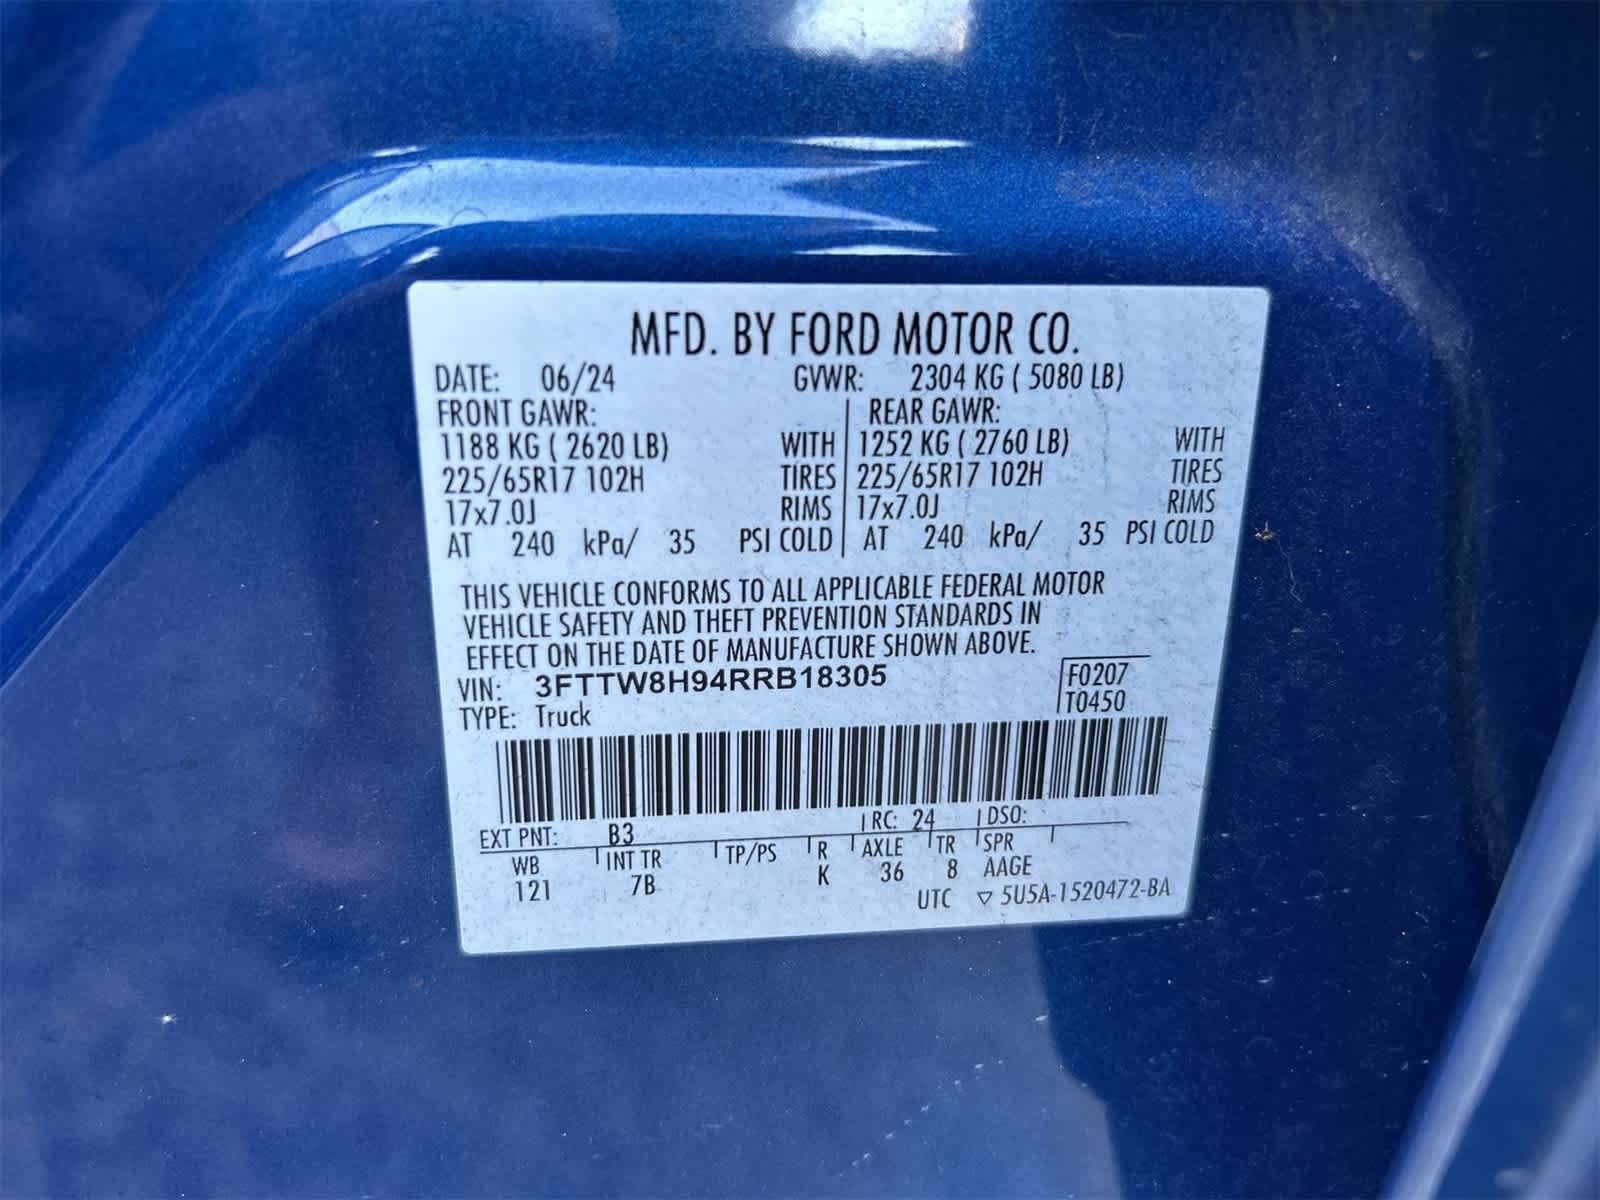 MFD. BY FORD MOTOR CO.
DATE: 06/24 GVWR: 2304 KG ( 5080 LB)
FRONT GAWR: REAR GAWR:
1188 KG ( 2620 LB) WITH 1252 KG ( 2760 LB) WITH
225/65R17 102H TIRES 225/65R17 102H TIRES
17x7.0J RIMS 17x7.0J RIMS
AT 240 kPa/ 35 PSI COLD AT 240 kPa/ 35 PSI COLD
THIS VEHICLE CONFORMS TO ALL APPLICABLE FEDERAL MOTOR
VEHICLE SAFETY AND THEFT PREVENTION STANDARDS IN
EFFECT ON THE DATE OF MANUFACTURE SHOWN ABOVE.
VIN: 3FTTW8H94RRB18305 F0207
TYPE: Truck T0450
EXT PNT: B3 RC: 24 DSO:
WB INT TR TP/PS R AXLE TR SPR
121 7B K 36 8 AAGE
UTC ▽ 5U5A-1520472-BA